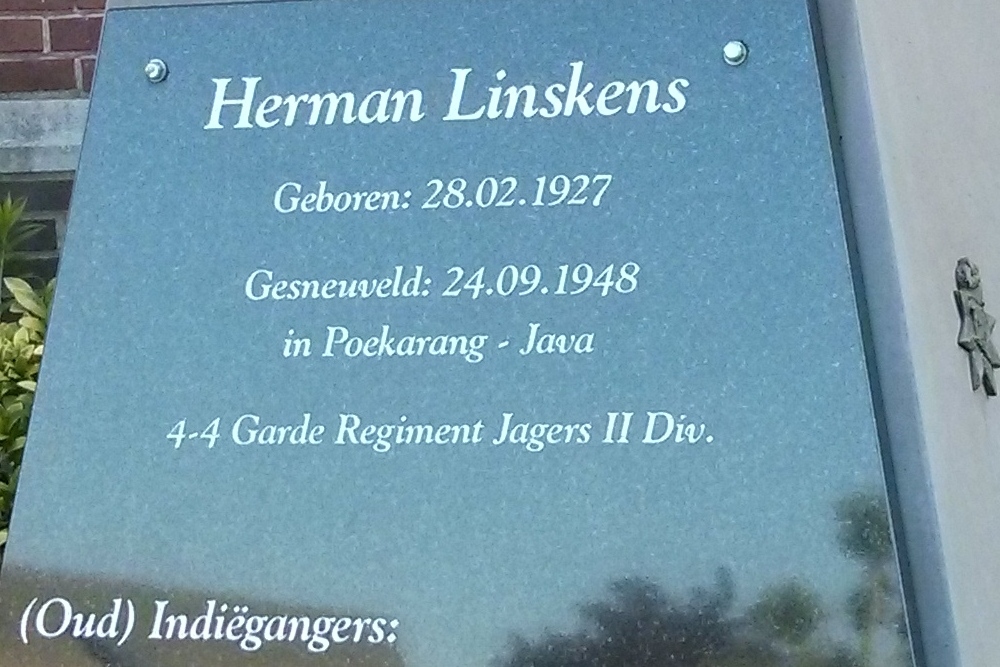 Herman Linskens
Geboren: 28.02.1927
Gesneuveld: 24.09.1948
in Poekarang - Java
4-4 Garde Regiment Jagers II Div.
(Oud) Indiëgangers: